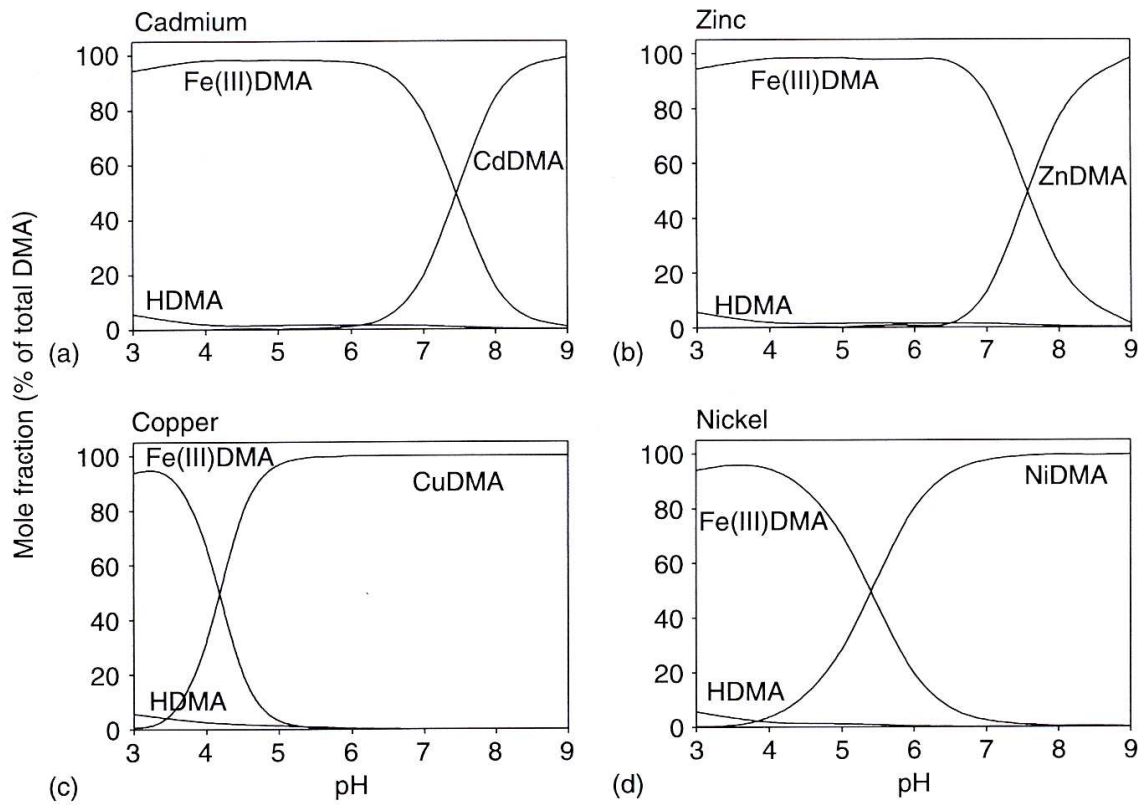 Mole fraction (% of total DMA)
Cadmium
100
80
60
40
20
0
Fe(III)DMA
CdDMA
HDMA
3 4 5 6 7 8 9
(a)
Zinc
100
80
60
40
20
0
Fe(III)DMA
ZnDMA
HDMA
3 4 5 6 7 8 9
(b)
Copper
100
80
60
40
20
0
Fe(III)DMA
CuDMA
HDMA
3 4 5 6 7 8 9
(c)
pH
Nickel
100
80
60
40
20
0
NiDMA
Fe(III)DMA
HDMA
3 4 5 6 7 8 9
(d)
pH